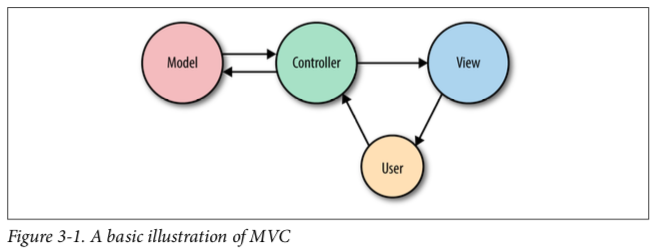 Model
Controller
View
User
Figure 3-1. A basic illustration of MVC